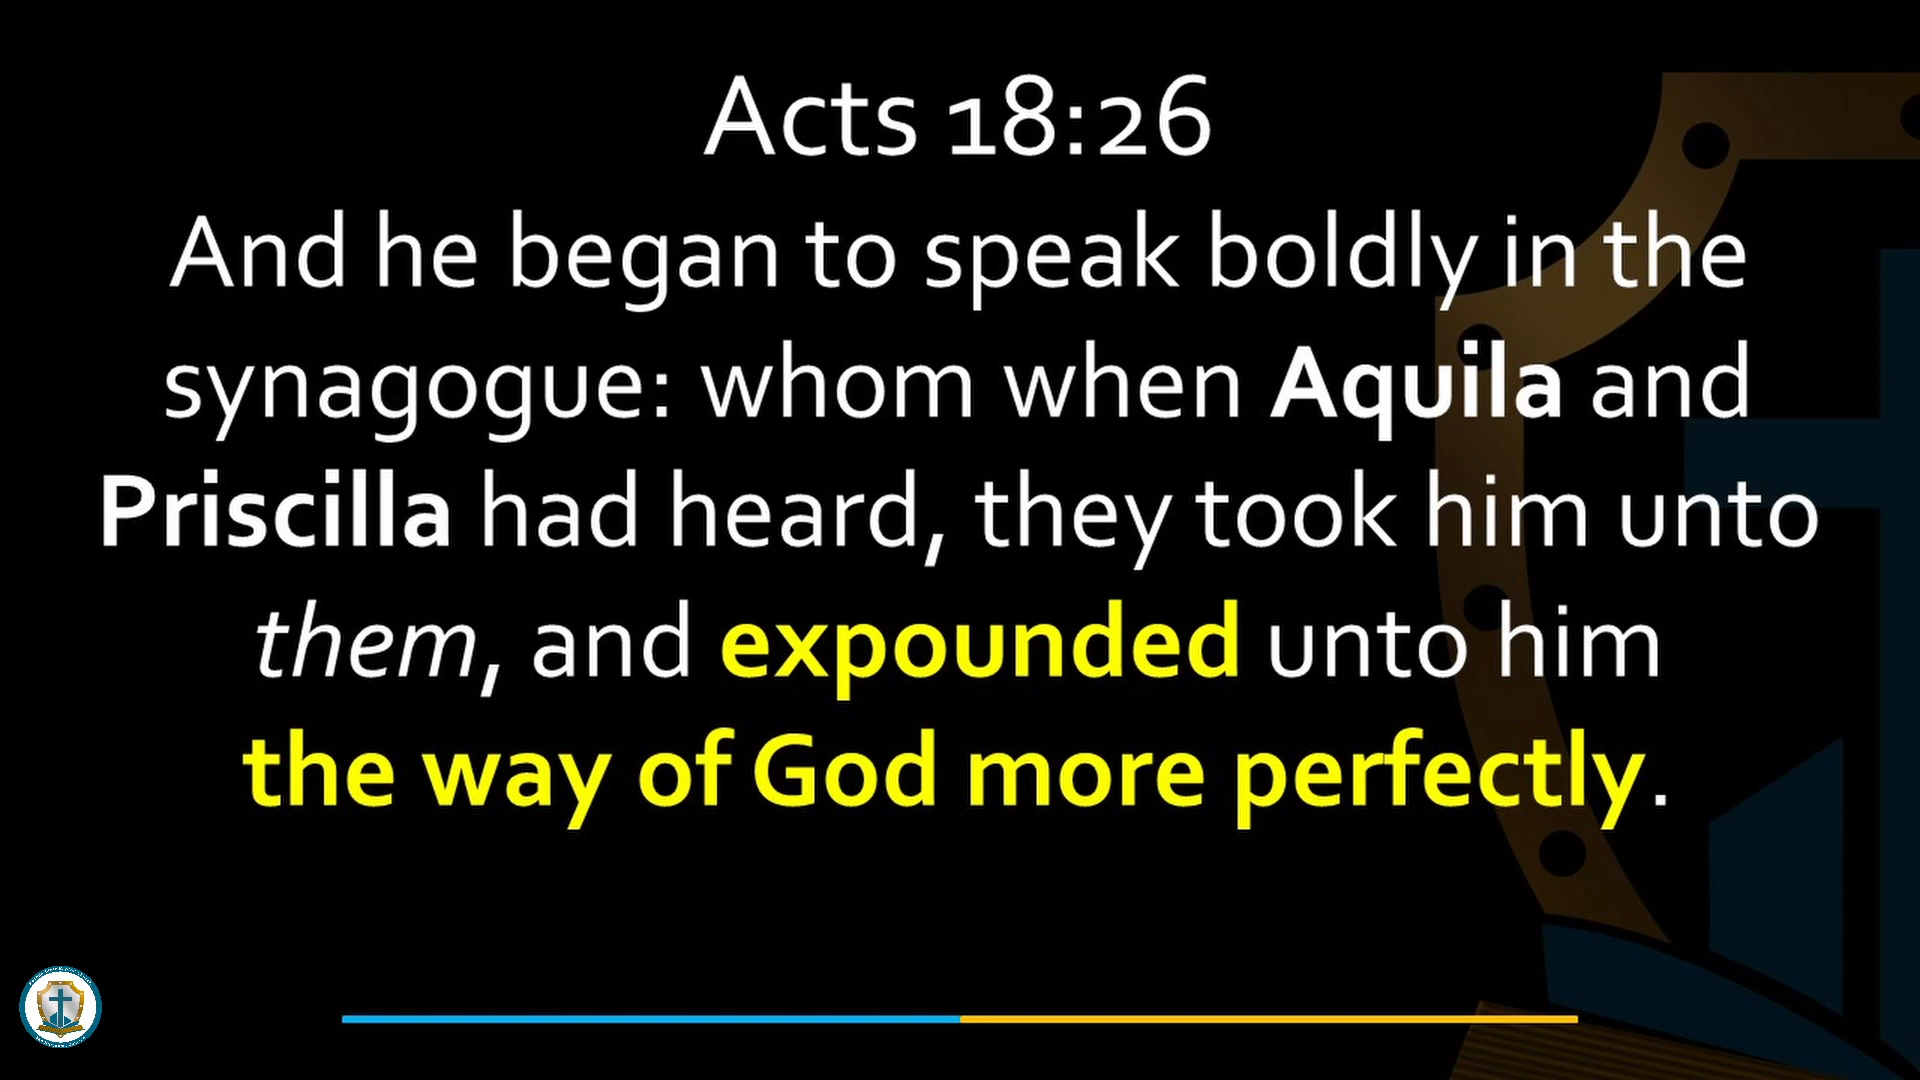 Acts 18:26
And he began to speak boldly in the
synagogue: whom when Aquila and
Priscilla had heard, they took him unto
them, and expounded unto him
the way of God more perfectly.